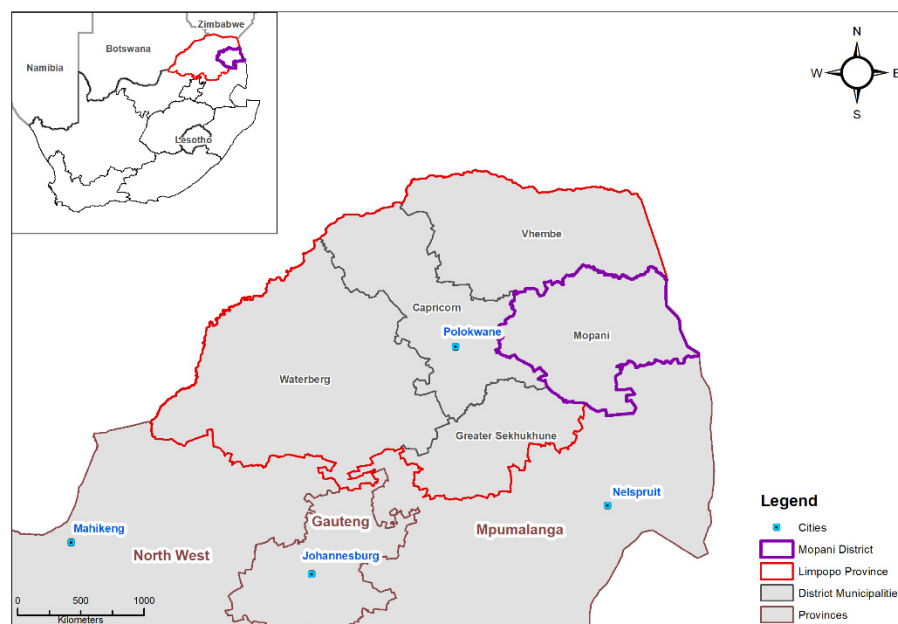 Zimbabwe
Botswana
Namibia
Lesotho
N
W E
S
Vhembe
Capricorn
Polokwane
Mopani
Waterberg
Greater Sekhukhune
Nelspruit
Mahikeng
Gauteng
Mpumalanga
North West
Johannesburg
0 500 1000
Kilometers
Legend
Cities
Mopani District
Limpopo Province
District Municipalities
Provinces